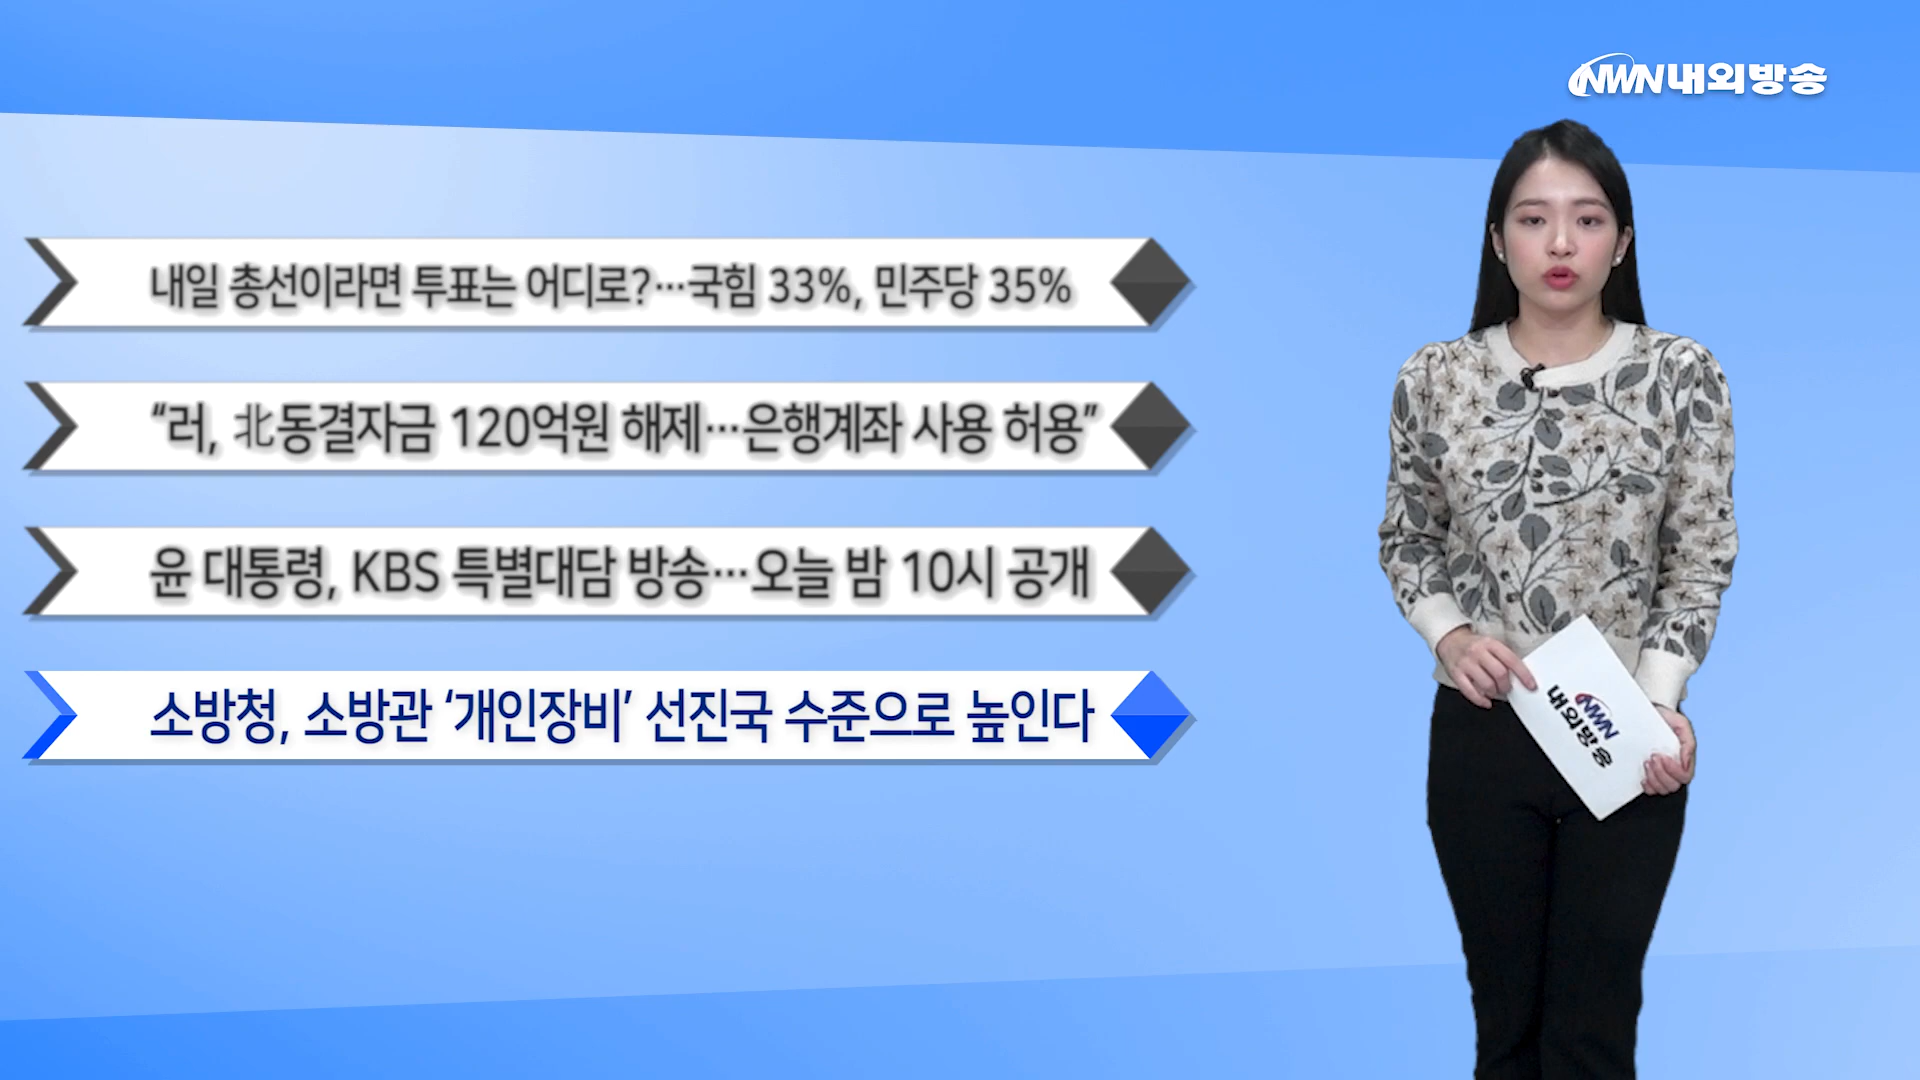 NWN내외방송
내일 총선이라면 투표는 어디로?…국힘 33%, 민주당 35%
“러, 北동결자금 120억원 해제…은행계좌 사용 허용”
윤 대통령, KBS 특별대담 방송…오늘 밤 10시 공개
소방청, 소방관 ‘개인장비’ 선진국 수준으로 높인다
NWN
내외방송